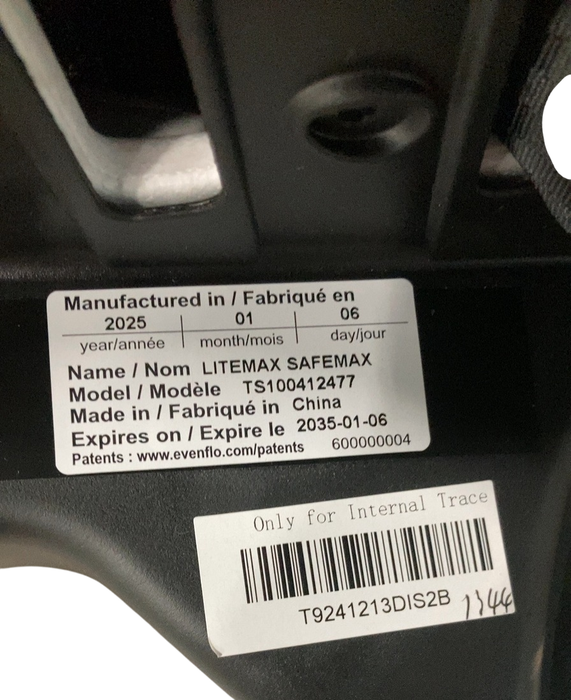 Manufactured in / Fabriqué en
2025 01 06
year/année month/mois day/jour
Name / Nom LITEMAX SAFEMAX
Model / Modèle TS100412477
Made in / Fabriqué in China
Expires on / Expire le 2035-01-06
Patents : www.evenflo.com/patents 600000004
Only for Internal Trace
T9241213DIS2B